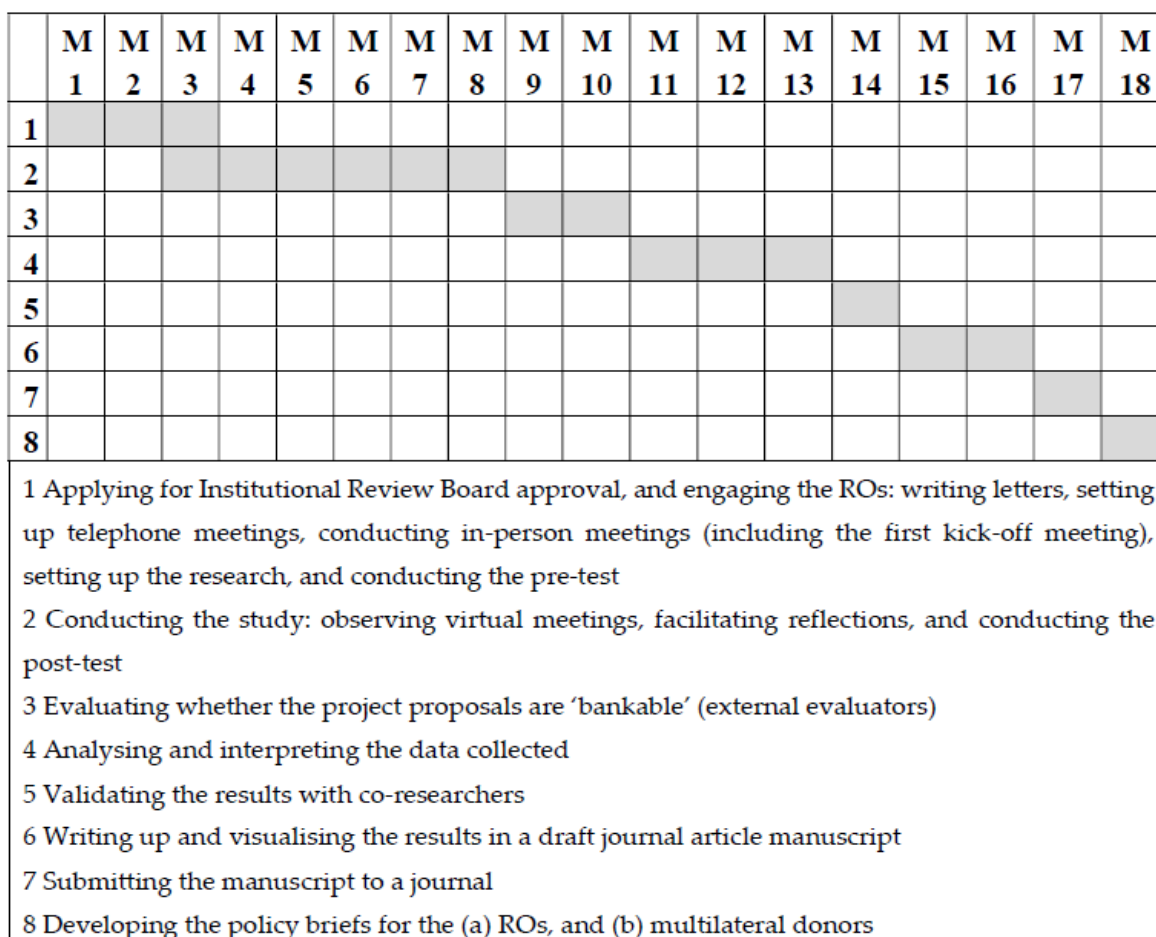 M M M M M M M M M M M M M M M M M M
1 2 3 4 5 6 7 8 9 10 11 12 13 14 15 16 17 18
1
2
3
4
5
6
7
8
1 Applying for Institutional Review Board approval, and engaging the ROs: writing letters, setting
up telephone meetings, conducting in-person meetings (including the first kick-off meeting),
setting up the research, and conducting the pre-test
2 Conducting the study: observing virtual meetings, facilitating reflections, and conducting the
post-test
3 Evaluating whether the project proposals are ‘bankable’ (external evaluators)
4 Analysing and interpreting the data collected
5 Validating the results with co-researchers
6 Writing up and visualising the results in a draft journal article manuscript
7 Submitting the manuscript to a journal
8 Developing the policy briefs for the (a) ROs, and (b) multilateral donors